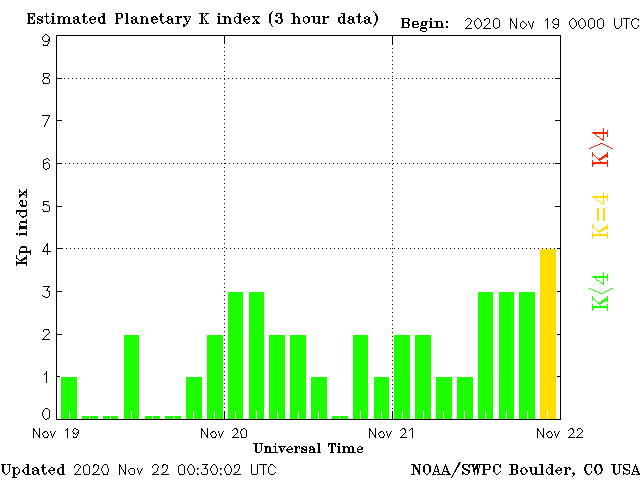 Estimated Planetary K index (3 hour data) Begin: 2020 Nov 19 0000 UTC
9
8
7
6
5
4
3
2
1
0
Kp index
K>4
K=4
K<4
Nov 19 Nov 20 Nov 21 Nov 22
Universal Time
Updated 2020 Nov 22 00:30:02 UTC NOAA/SWPC Boulder, CO USA